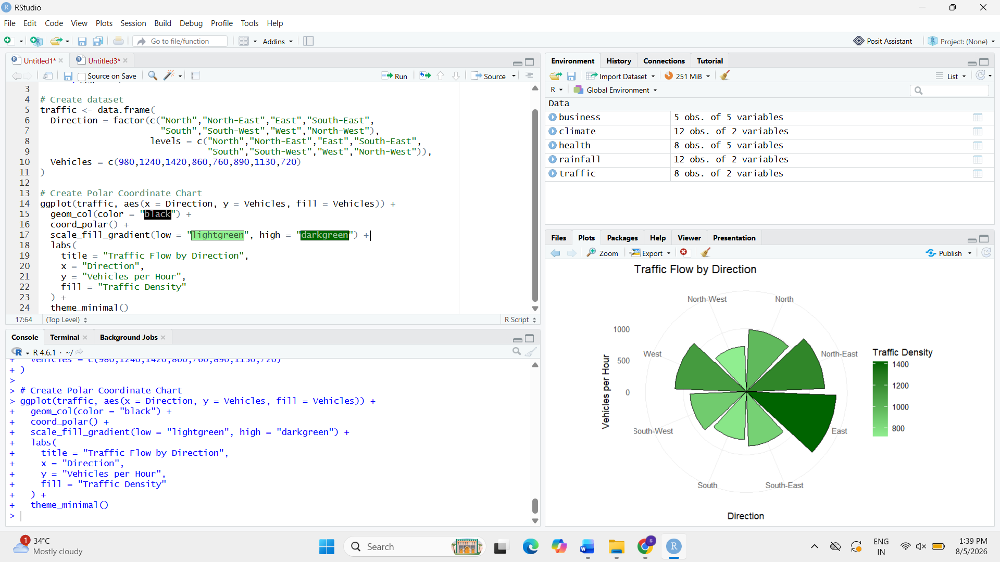 RStudio
File Edit Code View Plots Session Build Debug Profile Tools Help
Go to file/function Addins Posit Assistant Project: (None)
Untitled1* Untitled3*
Source on Save Run Source
3
4 # Create dataset
5 traffic <- data.frame(
6 Direction = factor(c("North","North-East","East","South-East",
7 "South","South-West","West","North-West"),
8 levels = c("North","North-East","East","South-East",
9 "South","South-West","West","North-West")),
10 Vehicles = c(980,1240,1420,860,760,890,1130,720)
11 )
12
13 # Create Polar Coordinate Chart
14 ggplot(traffic, aes(x = Direction, y = Vehicles, fill = Vehicles)) +
15 geom_col(color = "black") +
16 coord_polar() +
17 scale_fill_gradient(low = "lightgreen", high = "darkgreen") +
18 labs(
19 title = "Traffic Flow by Direction",
20 x = "Direction",
21 y = "Vehicles per Hour",
22 fill = "Traffic Density"
23 ) +
24 theme_minimal()
17:64 (Top Level) R Script
Console Terminal Background Jobs
R 4.6.1 · ~/
+ Vehicles = c(980,1240,1420,860,760,890,1130,720)
+ )
>
> # Create Polar Coordinate Chart
> ggplot(traffic, aes(x = Direction, y = Vehicles, fill = Vehicles)) +
+ geom_col(color = "black") +
+ coord_polar() +
+ scale_fill_gradient(low = "lightgreen", high = "darkgreen") +
+ labs(
+ title = "Traffic Flow by Direction",
+ x = "Direction",
+ y = "Vehicles per Hour",
+ fill = "Traffic Density"
+ ) +
+ theme_minimal()
>
Environment History Connections Tutorial
Import Dataset 251 MiB List
R Global Environment
Data
business 5 obs. of 5 variables
climate 12 obs. of 2 variables
health 8 obs. of 5 variables
rainfall 12 obs. of 2 variables
traffic 8 obs. of 2 variables
Files Plots Packages Help Viewer Presentation
Zoom Export Publish
Traffic Flow by Direction
North-West North
1000
West North-East
500
0
Vehicles per Hour
South-West East
South South-East
Direction
Traffic Density
1400
1200
1000
800
1 34°C
Mostly cloudy
Search
ENG
IN
1:39 PM
8/5/2026